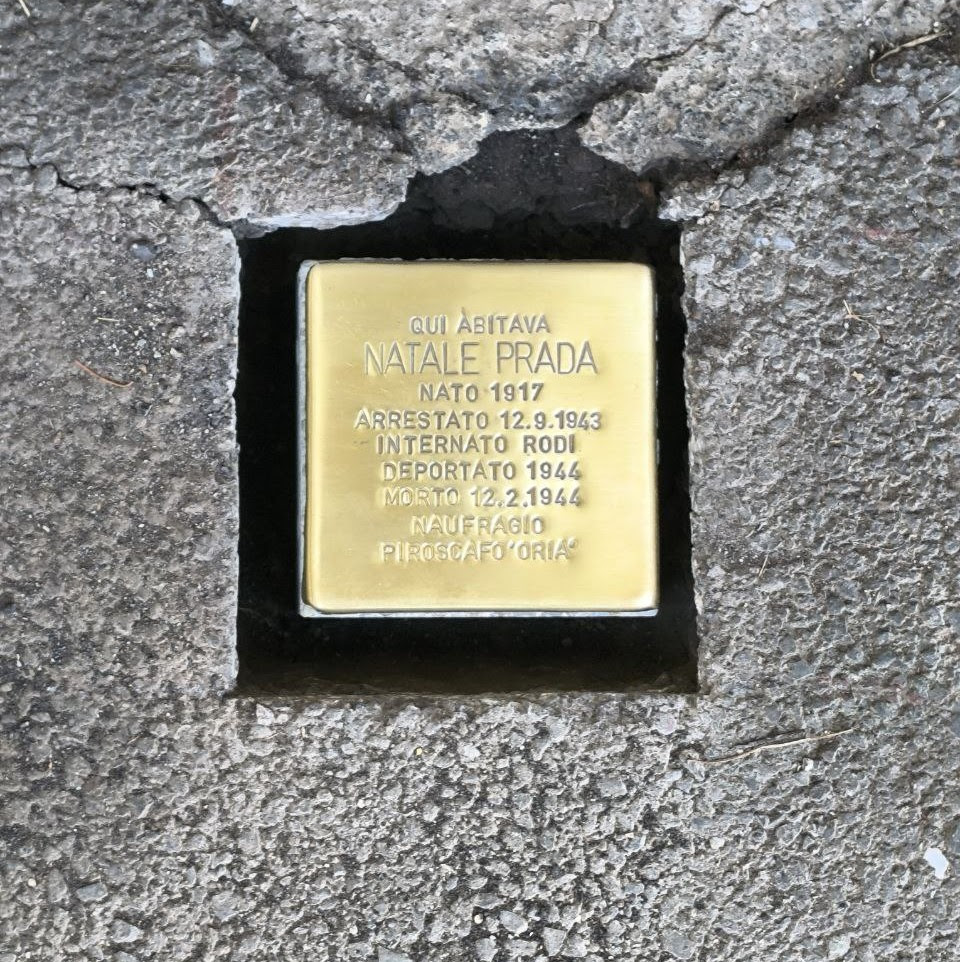 QUI ABITAVA
NATALE PRADA
NATO 1917
ARRESTATO 12.9.1943
INTERNATO RODI
DEPORTATO 1944
MORTO 12.2.1944
NAUFRAGIO
PIROSCAFO "ORIA"